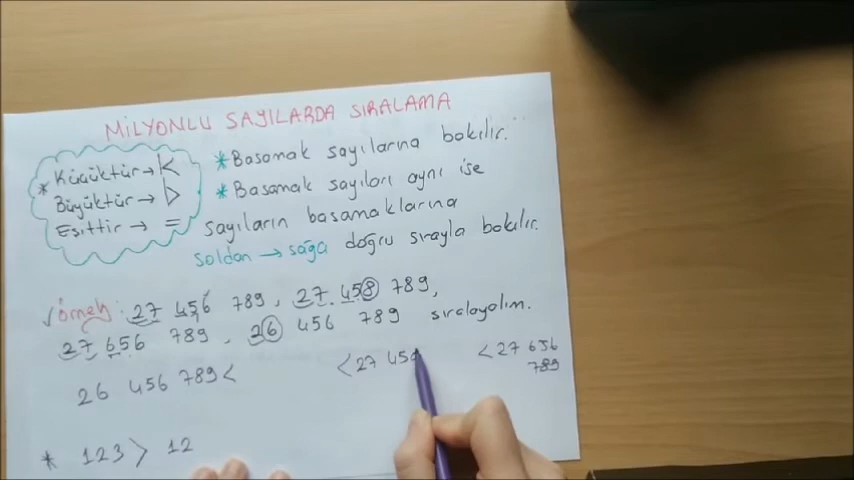 MİLYONLU SAYILARDA SIRALAMA
* Küçüktür → <
Büyüktür → >
Eşittir → =
* Basamak sayılarına bakılır.
* Basamak sayıları aynı ise
sayıların basamaklarına
soldan → sağa doğru sırayla bakılır.
√ Örnek: 27 456 789, 27 458 789,
27 656 789, 26 456 789 sıralayalım.
26 456 789 < < 27 45 < 27 656
789
* 123 > 12